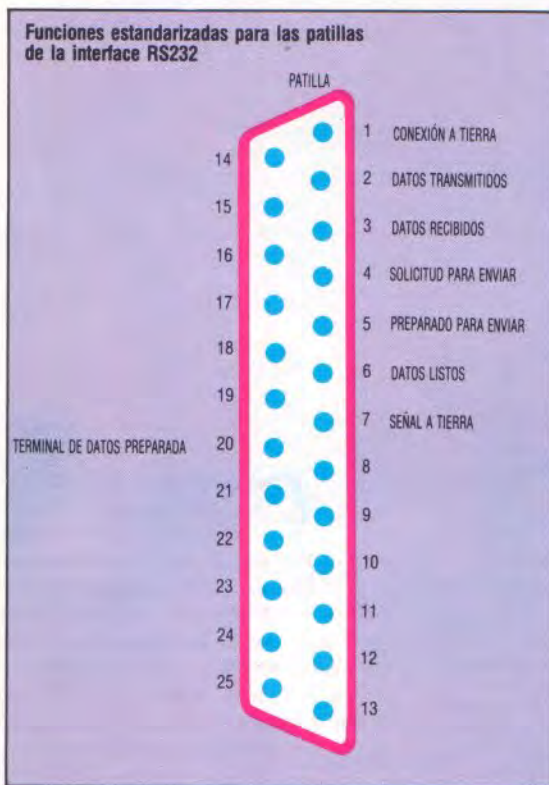 Funciones estandarizadas para las patillas
de la interface RS232
PATILLA
1 CONEXIÓN A TIERRA
14
2 DATOS TRANSMITIDOS
15
3 DATOS RECIBIDOS
16
4 SOLICITUD PARA ENVIAR
17
5 PREPARADO PARA ENVIAR
18
6 DATOS LISTOS
19
7 SEÑAL A TIERRA
TERMINAL DE DATOS PREPARADA 20
8
21
9
22
10
23
11
24
12
25
13